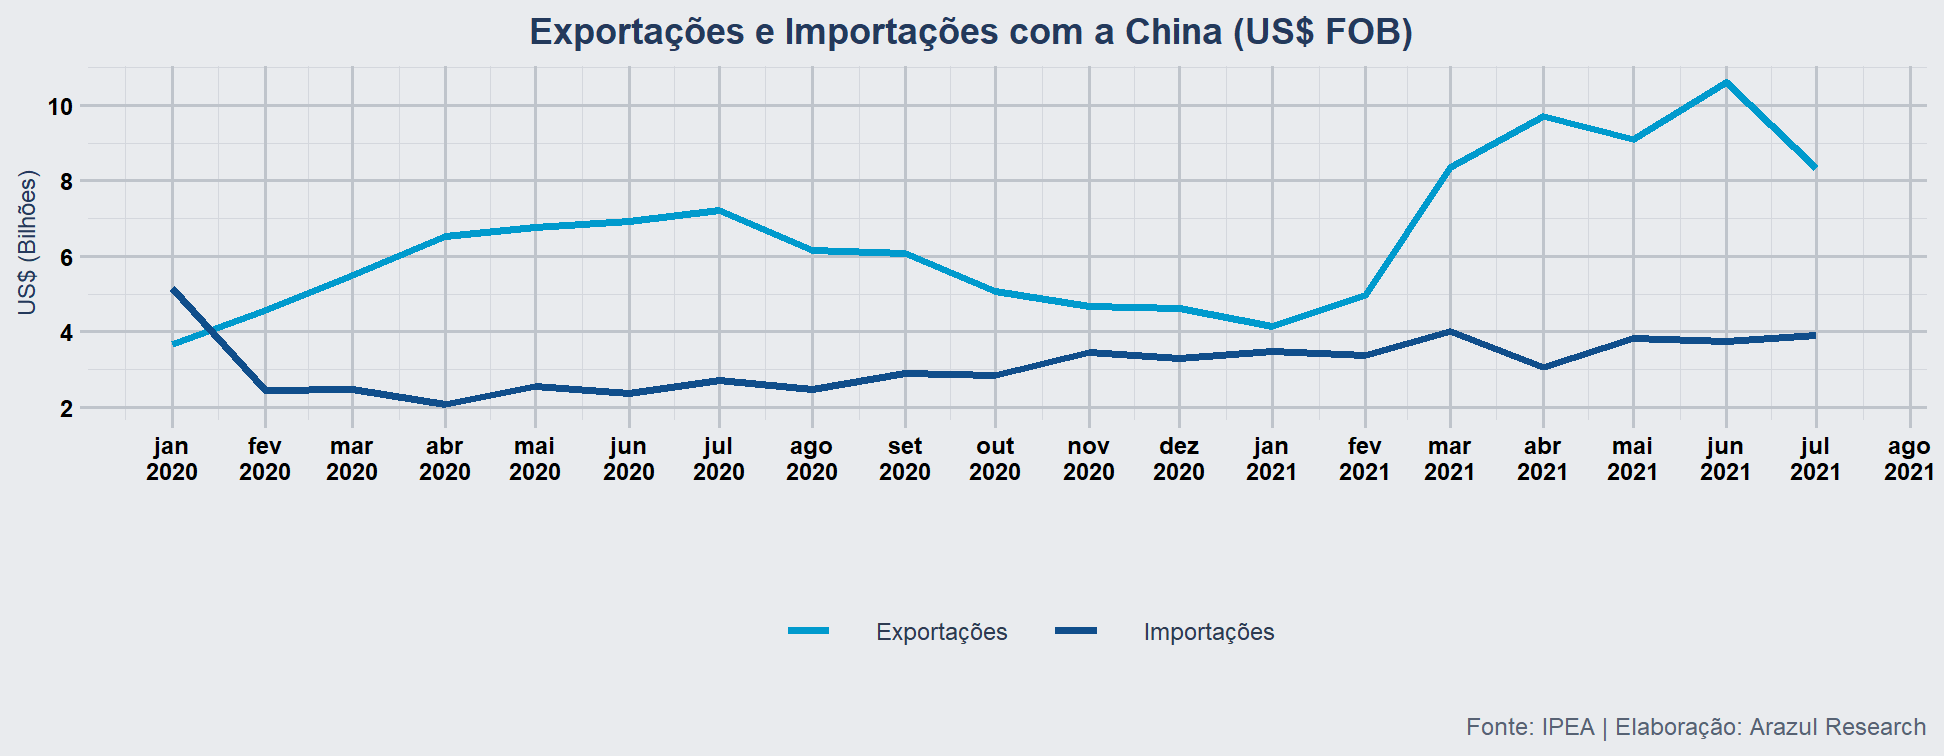 Exportações e Importações com a China (US$ FOB)
US$ (Bilhões)
10
8
6
4
2
jan fev mar abr mai jun jul ago set out nov dez jan fev mar abr mai jun jul ago
2020 2020 2020 2020 2020 2020 2020 2020 2020 2020 2020 2020 2021 2021 2021 2021 2021 2021 2021 2021
Exportações Importações
Fonte: IPEA | Elaboração: Arazul Research